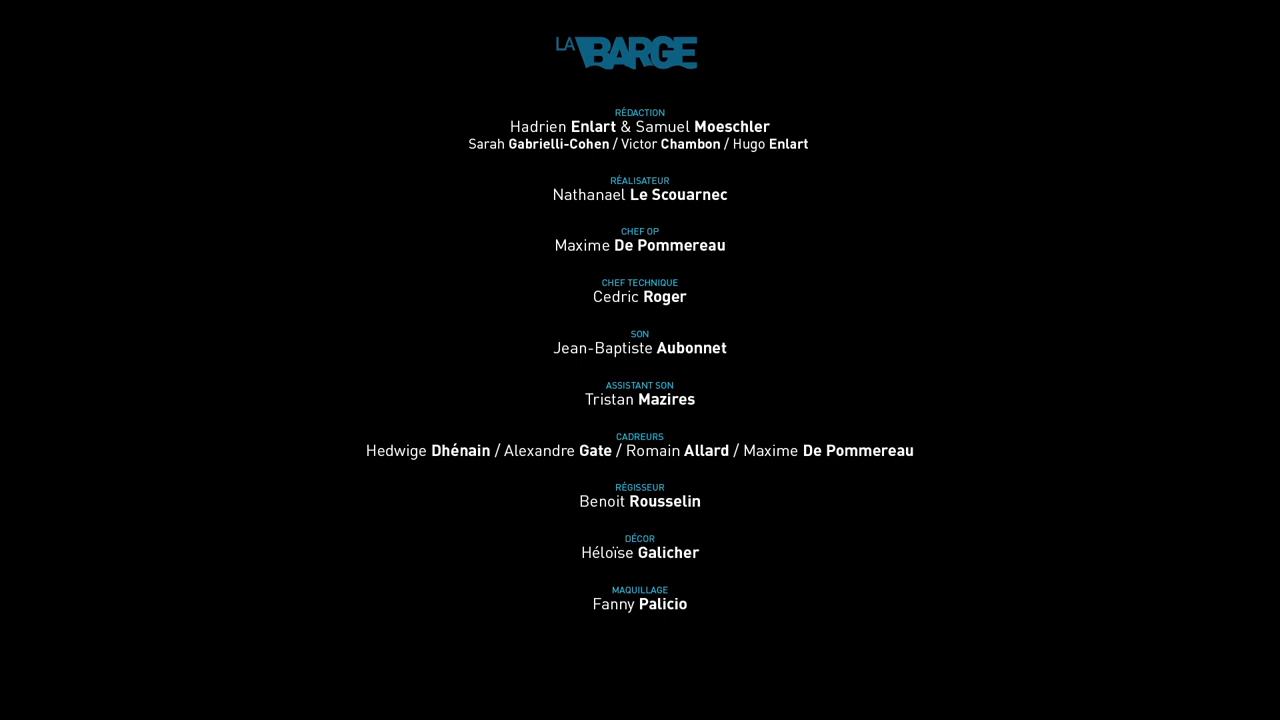 LA BARGE
RÉDACTION
Hadrien Enlart & Samuel Moeschler
Sarah Gabrielli-Cohen / Victor Chambon / Hugo Enlart
RÉALISATEUR
Nathanael Le Scouarnec
CHEF OP
Maxime De Pommereau
CHEF TECHNIQUE
Cedric Roger
SON
Jean-Baptiste Aubonnet
ASSISTANT SON
Tristan Mazires
CADREURS
Hedwige Dhénain / Alexandre Gate / Romain Allard / Maxime De Pommereau
RÉGISSEUR
Benoit Rousselin
DÉCOR
Héloïse Galicher
MAQUILLAGE
Fanny Palicio